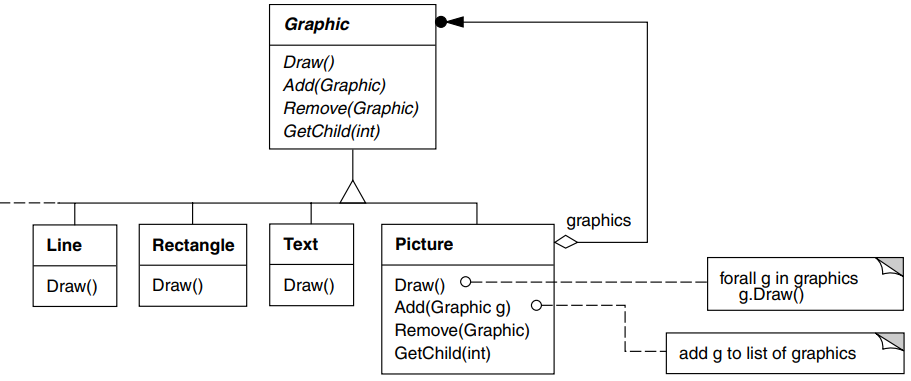 Graphic
Draw()
Add(Graphic)
Remove(Graphic)
GetChild(int)
graphics
Line
Draw()
Rectangle
Draw()
Text
Draw()
Picture
Draw()
Add(Graphic g)
Remove(Graphic)
GetChild(int)
forall g in graphics
g.Draw()
add g to list of graphics